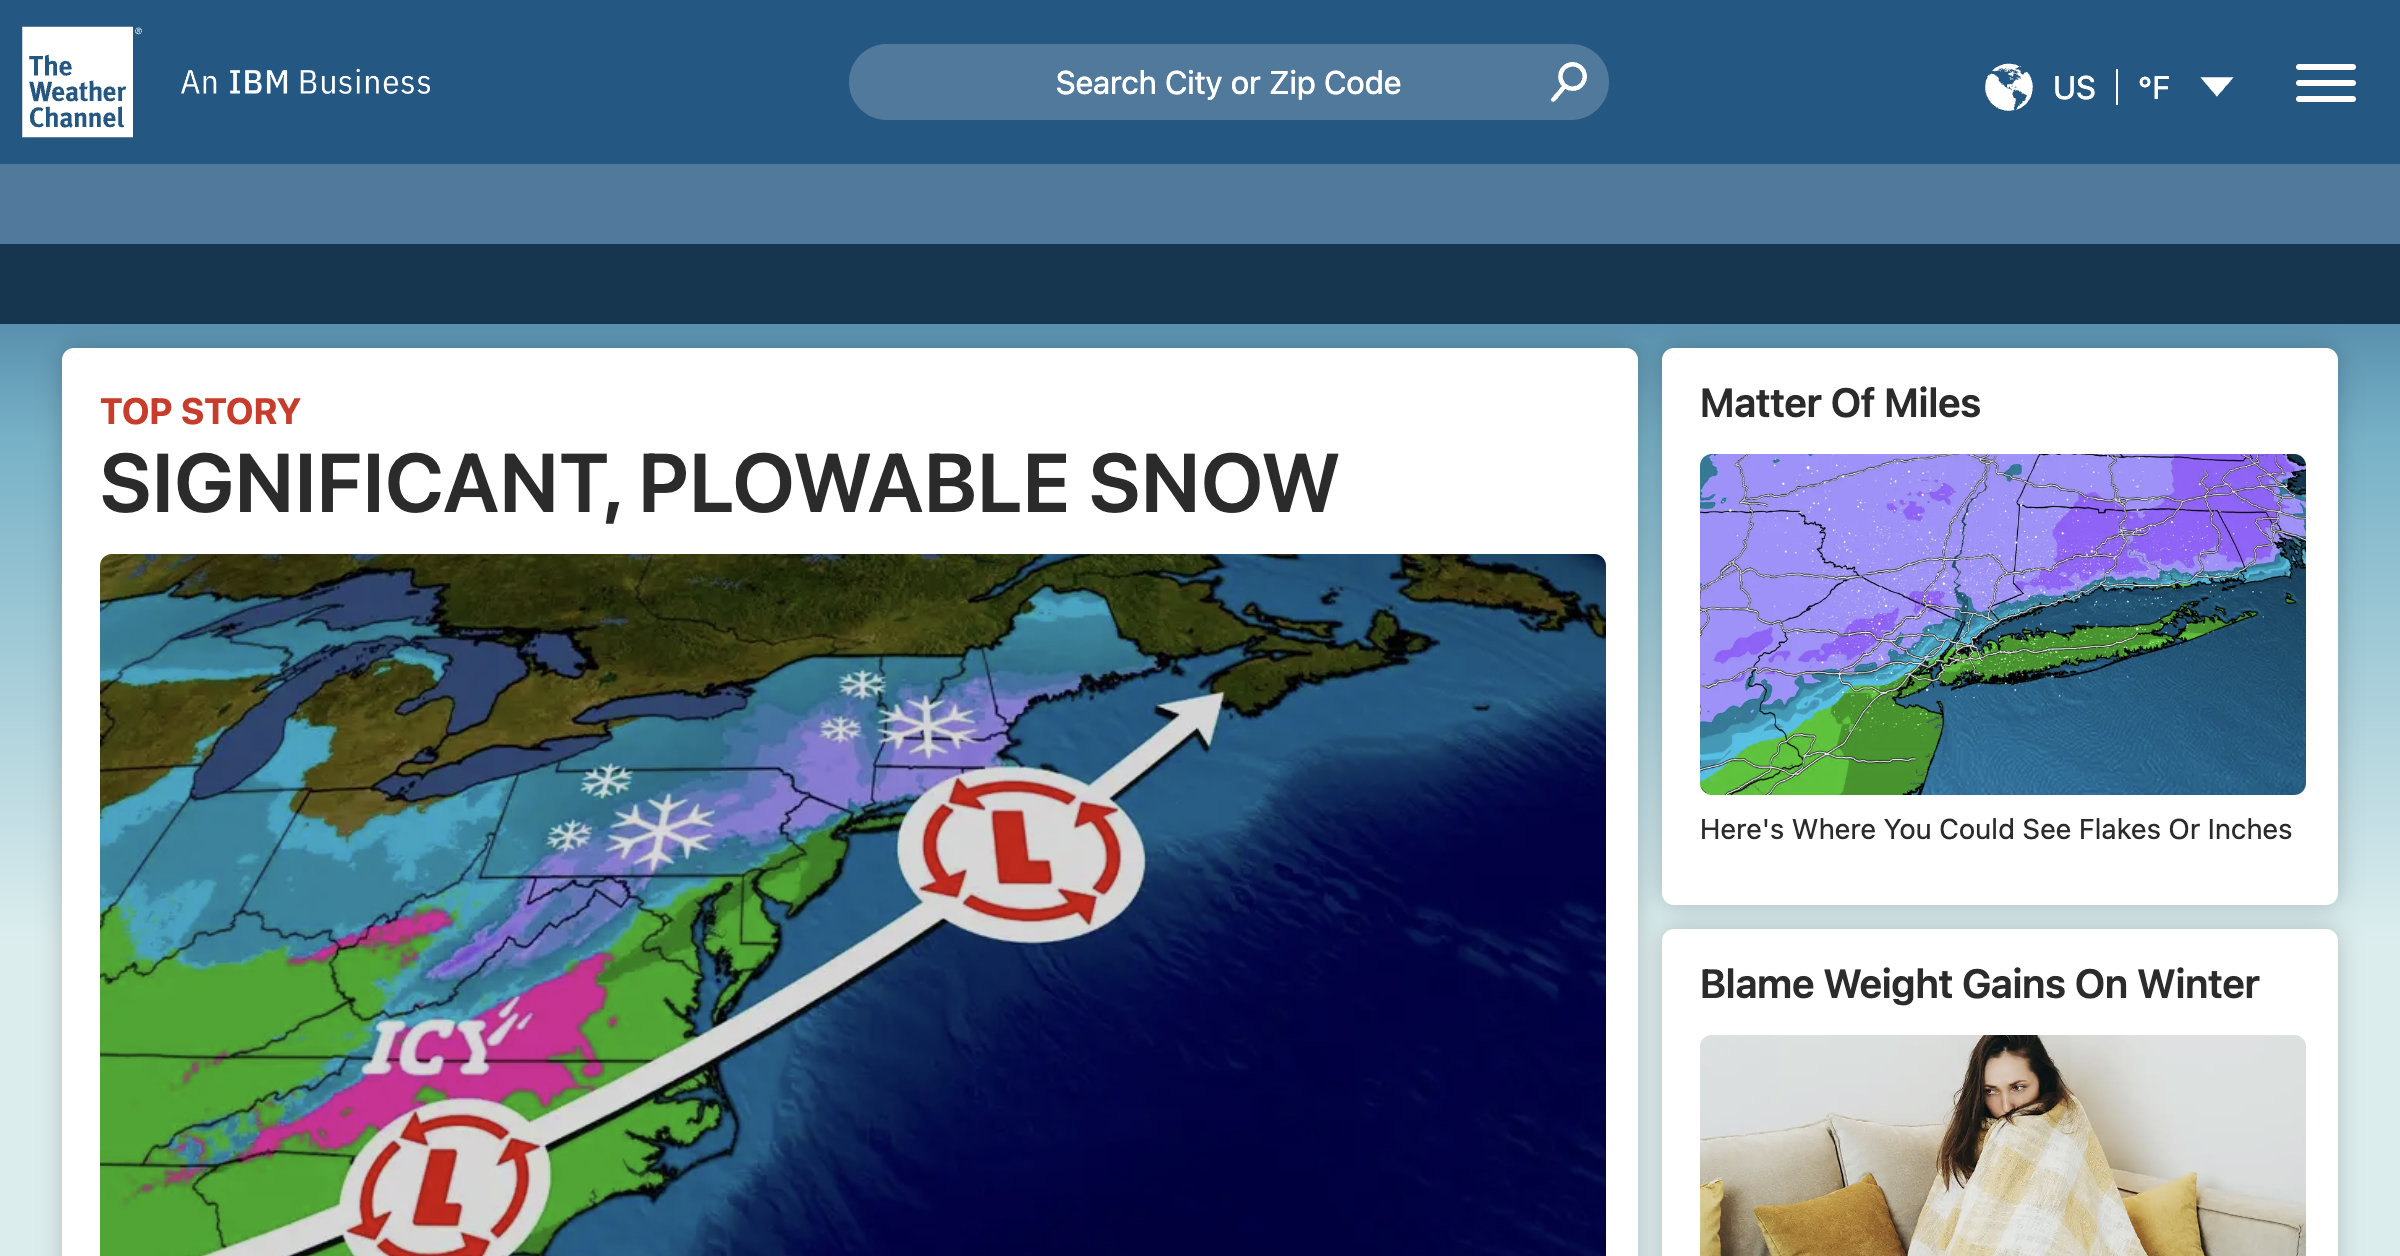 The
Weather
Channel
®
An IBM Business
Search City or Zip Code
US | °F
TOP STORY
SIGNIFICANT, PLOWABLE SNOW
L
ICY
L
Matter Of Miles
Here's Where You Could See Flakes Or Inches
Blame Weight Gains On Winter